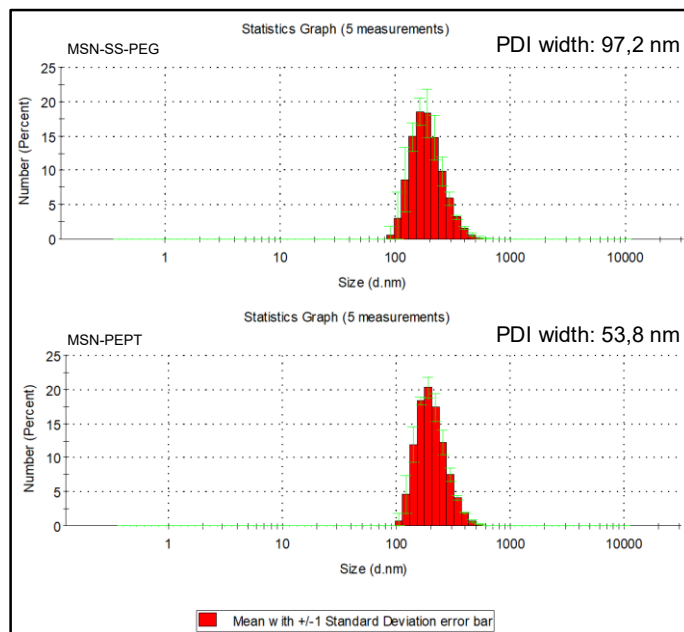 Statistics Graph (5 measurements)
MSN-SS-PEG
PDI width: 97,2 nm
Number (Percent)
25
20
15
10
5
0
1 10 100 1000 10000
Size (d.nm)
Statistics Graph (5 measurements)
MSN-PEPT
PDI width: 53,8 nm
Number (Percent)
25
20
15
10
5
0
1 10 100 1000 10000
Size (d.nm)
Mean with +/-1 Standard Deviation error bar